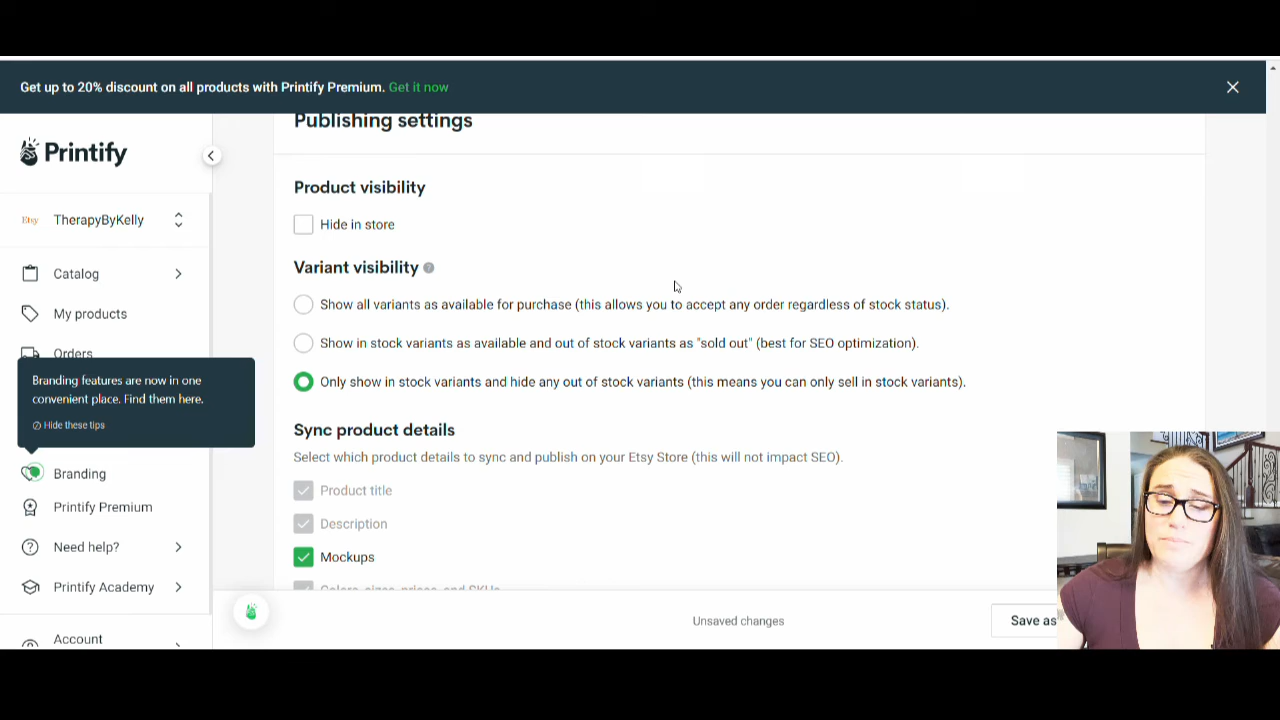 Get up to 20% discount on all products with Printify Premium. Get it now
Publishing settings
Printify
Product visibility
Etsy TherapyByKelly
Hide in store
Catalog
Variant visibility
Show all variants as available for purchase (this allows you to accept any order regardless of stock status).
My products
Show in stock variants as available and out of stock variants as "sold out" (best for SEO optimization).
Orders
Only show in stock variants and hide any out of stock variants (this means you can only sell in stock variants).
Branding features are now in one
convenient place. Find them here.
Hide these tips
Sync product details
Select which product details to sync and publish on your Etsy Store (this will not impact SEO).
Branding
Product title
Printify Premium
Description
Need help?
Mockups
Printify Academy
Colors, sizes, prices, and SKUs
Unsaved changes
Save as
Account